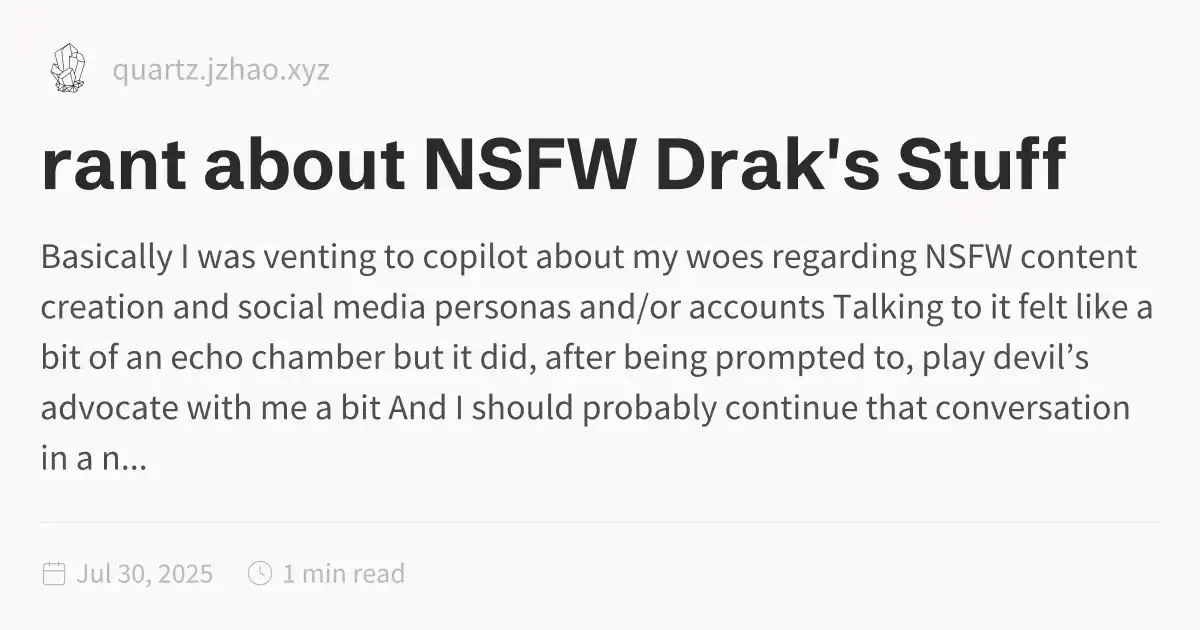 quartz.jzhao.xyz
rant about NSFW Drak's Stuff
Basically I was venting to copilot about my woes regarding NSFW content
creation and social media personas and/or accounts Talking to it felt like a
bit of an echo chamber but it did, after being prompted to, play devil’s
advocate with me a bit And I should probably continue that conversation
in a n...
Jul 30, 2025 1 min read